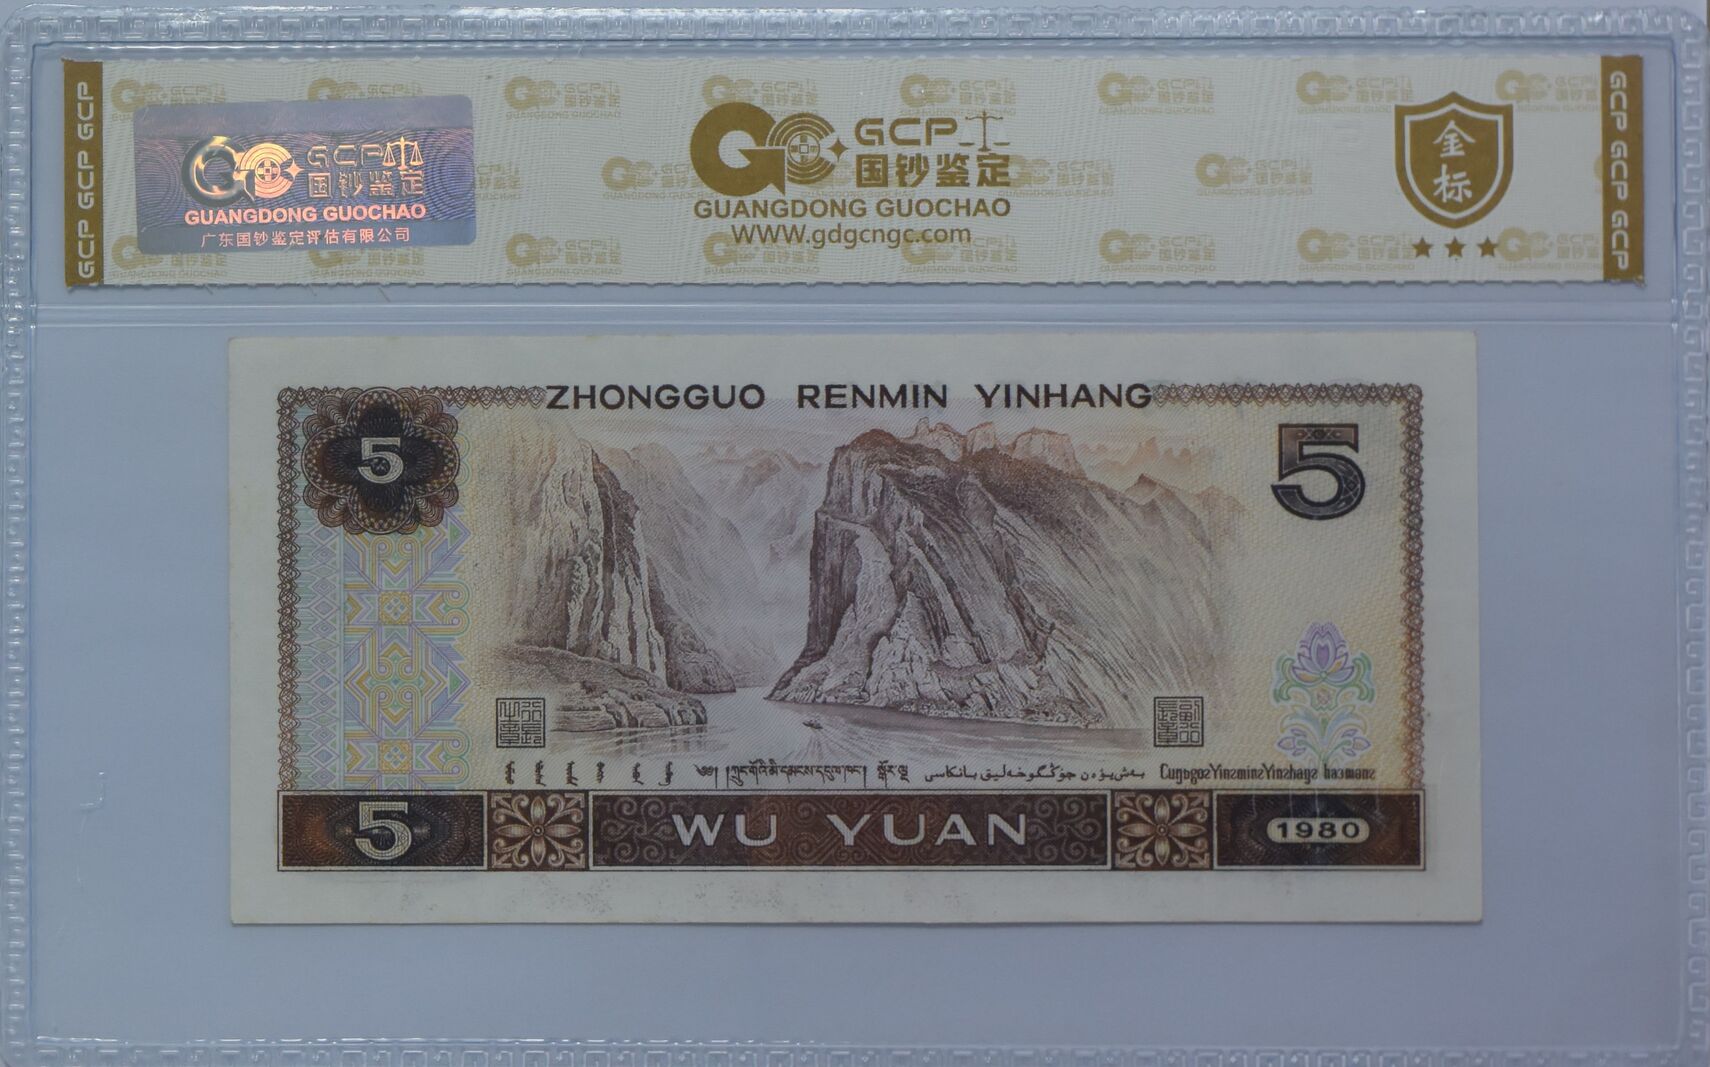 GCP GCP GCP
GCP
国钞鉴定
GUANGDONG GUOCHAO
广东国钞鉴定评估有限公司
GCP
国钞鉴定
GUANGDONG GUOCHAO
WWW.gdgcngc.com
金标
GCP GCP GCP
ZHONGGUO RENMIN YINHANG
5
5
5
WU YUAN
1980